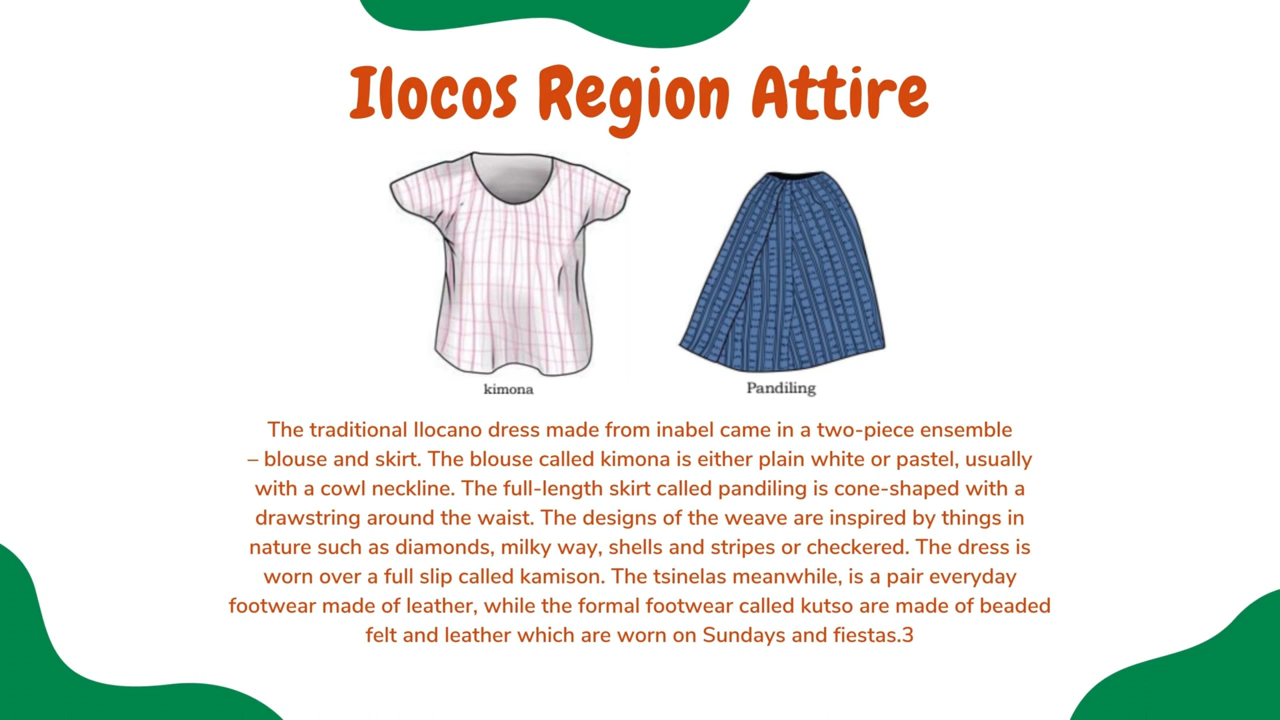 Ilocos Region Attire
kimona
Pandiling
The traditional Ilocano dress made from inabel came in a two-piece ensemble
– blouse and skirt. The blouse called kimona is either plain white or pastel, usually
with a cowl neckline. The full-length skirt called pandiling is cone-shaped with a
drawstring around the waist. The designs of the weave are inspired by things in
nature such as diamonds, milky way, shells and stripes or checkered. The dress is
worn over a full slip called kamison. The tsinelas meanwhile, is a pair everyday
footwear made of leather, while the formal footwear called kutso are made of beaded
felt and leather which are worn on Sundays and fiestas.3